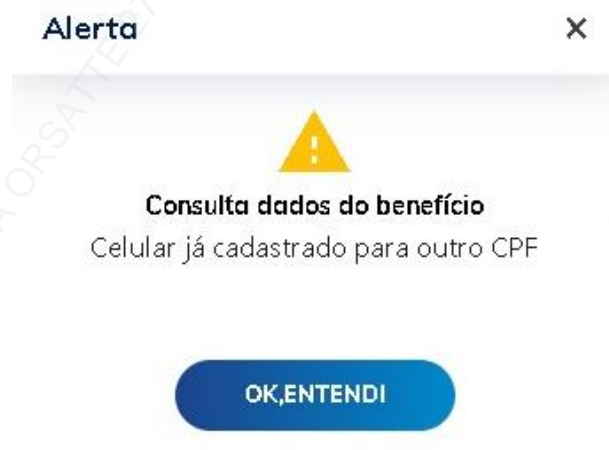 Alerta
Consulta dados do benefício
Celular já cadastrado para outro CPF
OK,ENTENDI